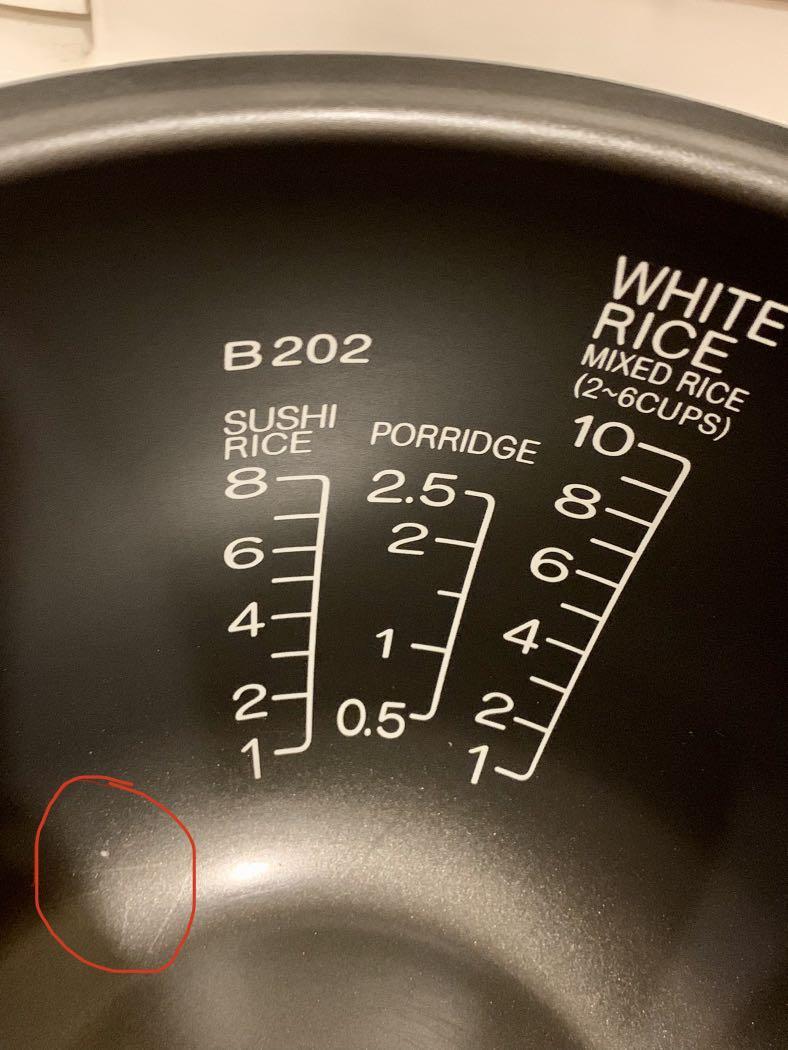 B202
SUSHI
RICE
8
6
4
2
1
PORRIDGE
2.5
2
1
0.5
WHITE
RICE
MIXED RICE
(2~6CUPS)
10
8
6
4
2
1